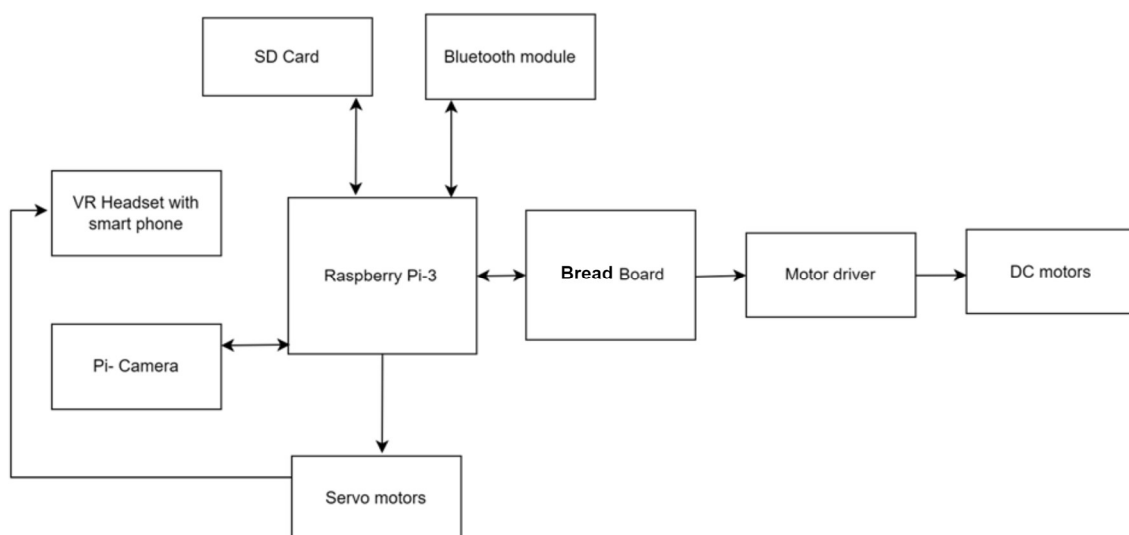 SD Card
Bluetooth module
VR Headset with
smart phone
Raspberry Pi-3
Bread Board
Motor driver
DC motors
Pi- Camera
Servo motors